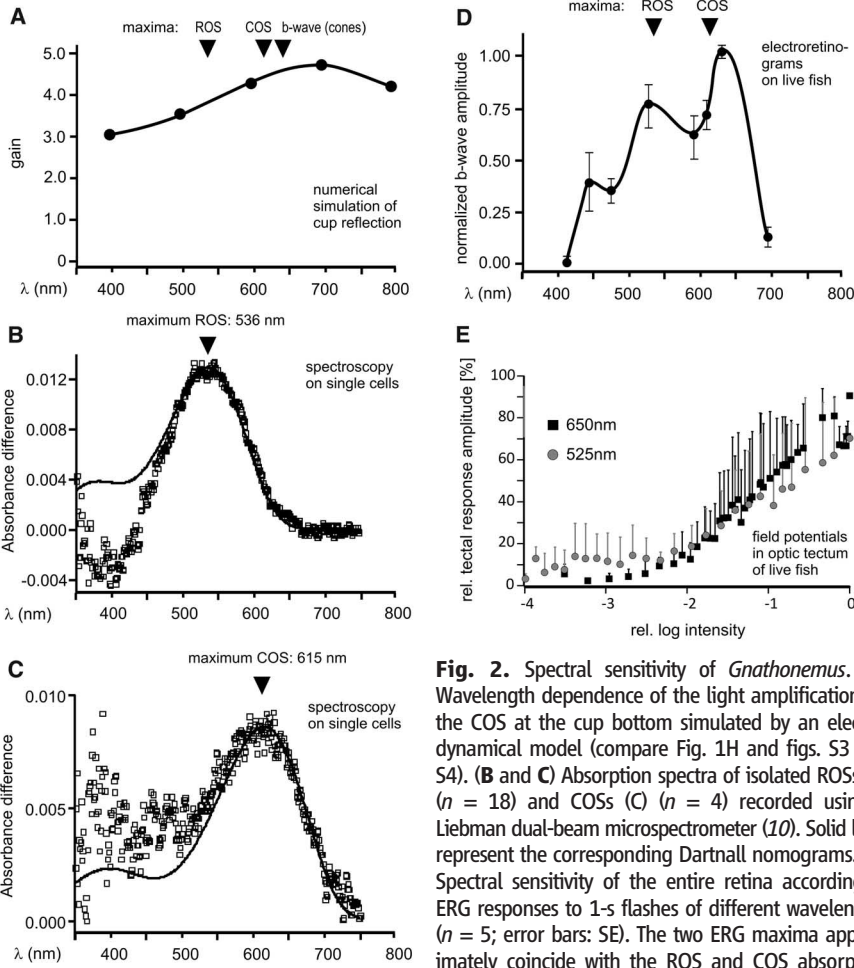 A
maxima: ROS COS b-wave (cones)
5.0
4.0
3.0
2.0
1.0
0
gain
numerical
simulation of
cup reflection
λ (nm) 400 500 600 700 800
B
maximum ROS: 536 nm
spectroscopy
on single cells
0.012
0.008
0.004
0.000
-0.004
Absorbance difference
λ (nm) 400 500 600 700 800
C
maximum COS: 615 nm
spectroscopy
on single cells
0.010
0.005
0.000
Absorbance difference
λ (nm) 400 500 600 700 800
D
maxima: ROS COS
electroretino-
grams
on live fish
1.00
0.75
0.50
0.25
0.00
normalized b-wave amplitude
λ (nm) 400 500 600 700 800
E
rel. tectal response amplitude [%]
100
80
60
40
20
0
650nm
525nm
field potentials
in optic tectum
of live fish
-4 -3 -2 -1 0
rel. log intensity
Fig. 2. Spectral sensitivity of Gnathonemus.
Wavelength dependence of the light amplification
the COS at the cup bottom simulated by an elec
dynamical model (compare Fig. 1H and figs. S3
S4). (B and C) Absorption spectra of isolated ROSs
(n = 18) and COSs (C) (n = 4) recorded using
Liebman dual-beam microspectrometer (10). Solid l
represent the corresponding Dartnall nomograms.
Spectral sensitivity of the entire retina according
ERG responses to 1-s flashes of different wavelen
(n = 5; error bars: SE). The two ERG maxima app
imately coincide with the ROS and COS absorp